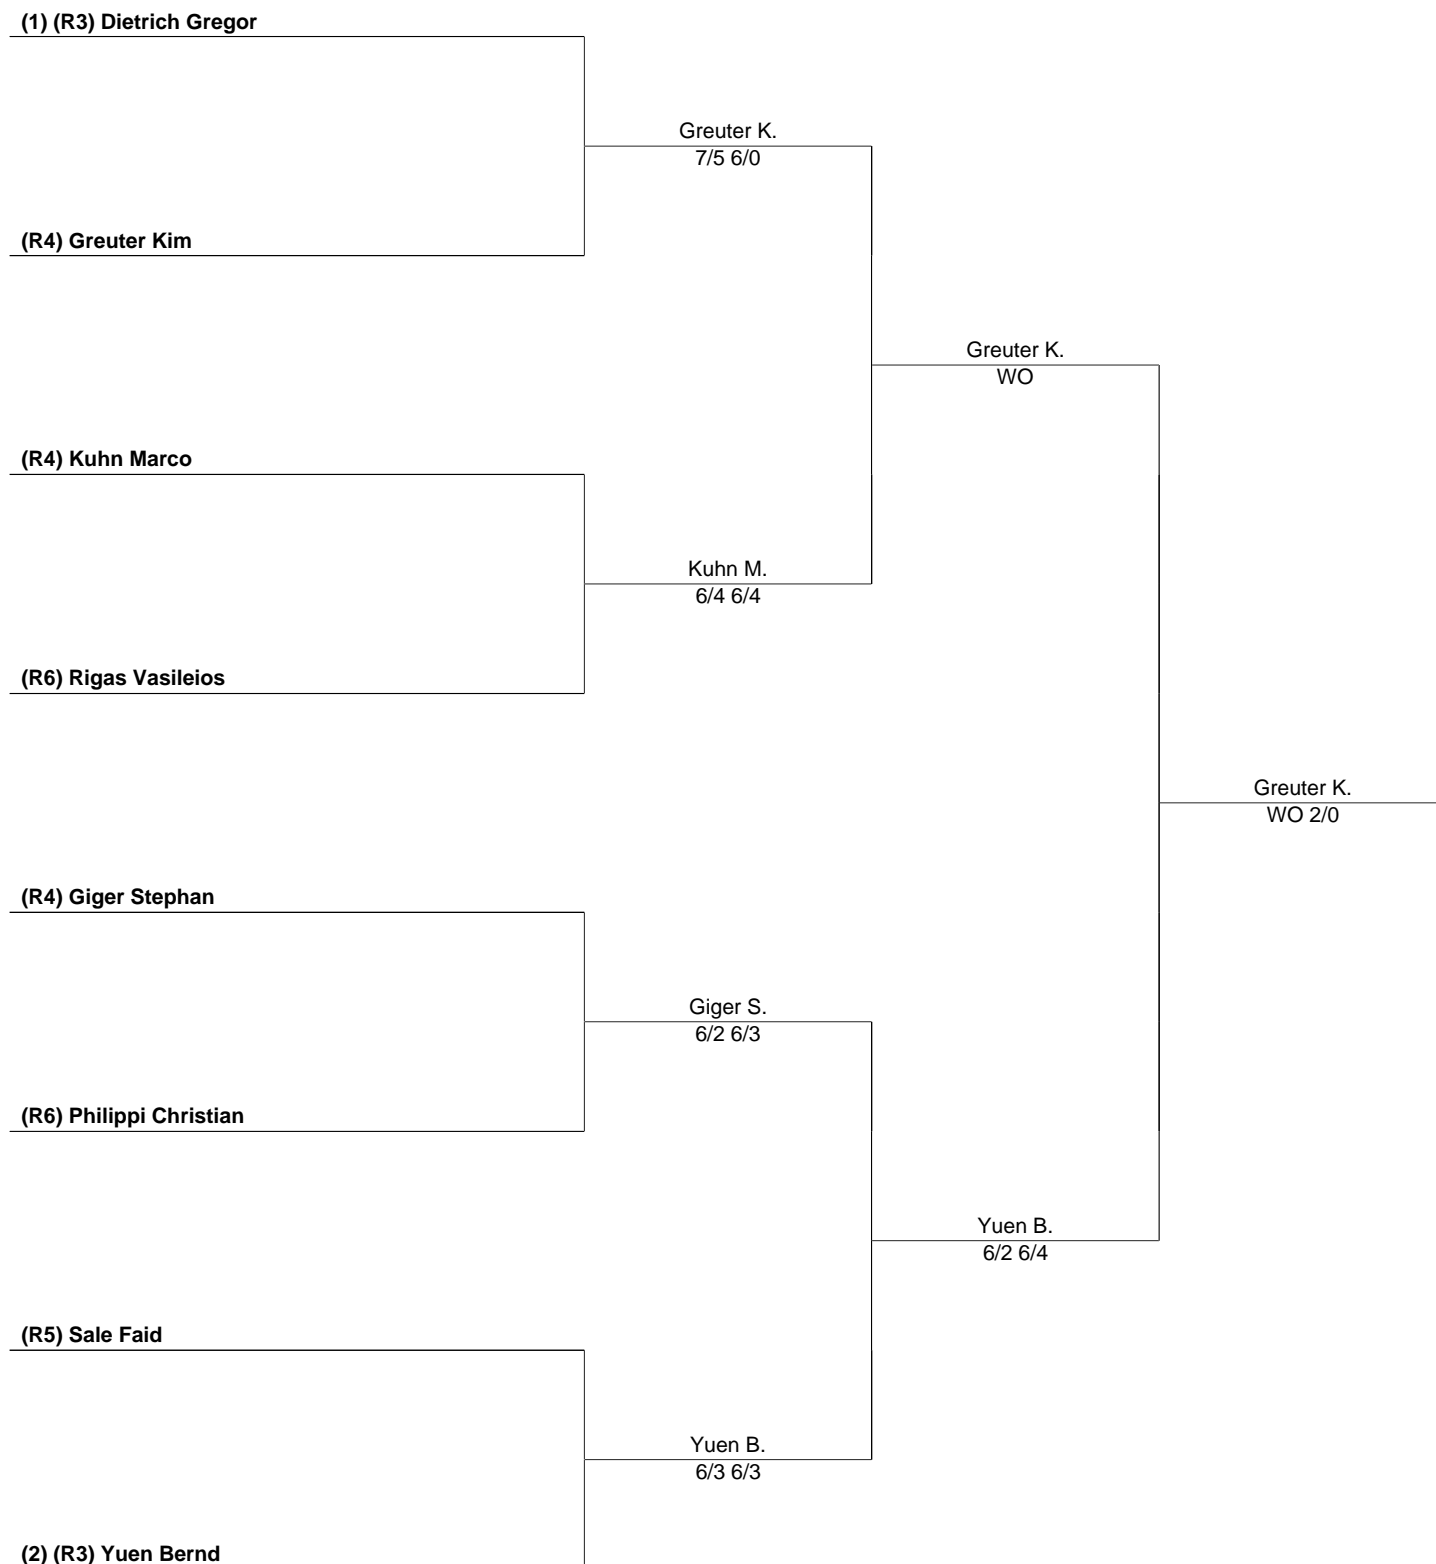 (1) (R3) Dietrich Gregor
Greuter K.
7/5 6/0
(R4) Greuter Kim
Greuter K.
WO
(R4) Kuhn Marco
Kuhn M.
6/4 6/4
(R6) Rigas Vasileios
Greuter K.
WO 2/0
(R4) Giger Stephan
Giger S.
6/2 6/3
(R6) Philippi Christian
Yuen B.
6/2 6/4
(R5) Sale Faid
Yuen B.
6/3 6/3
(2) (R3) Yuen Bernd